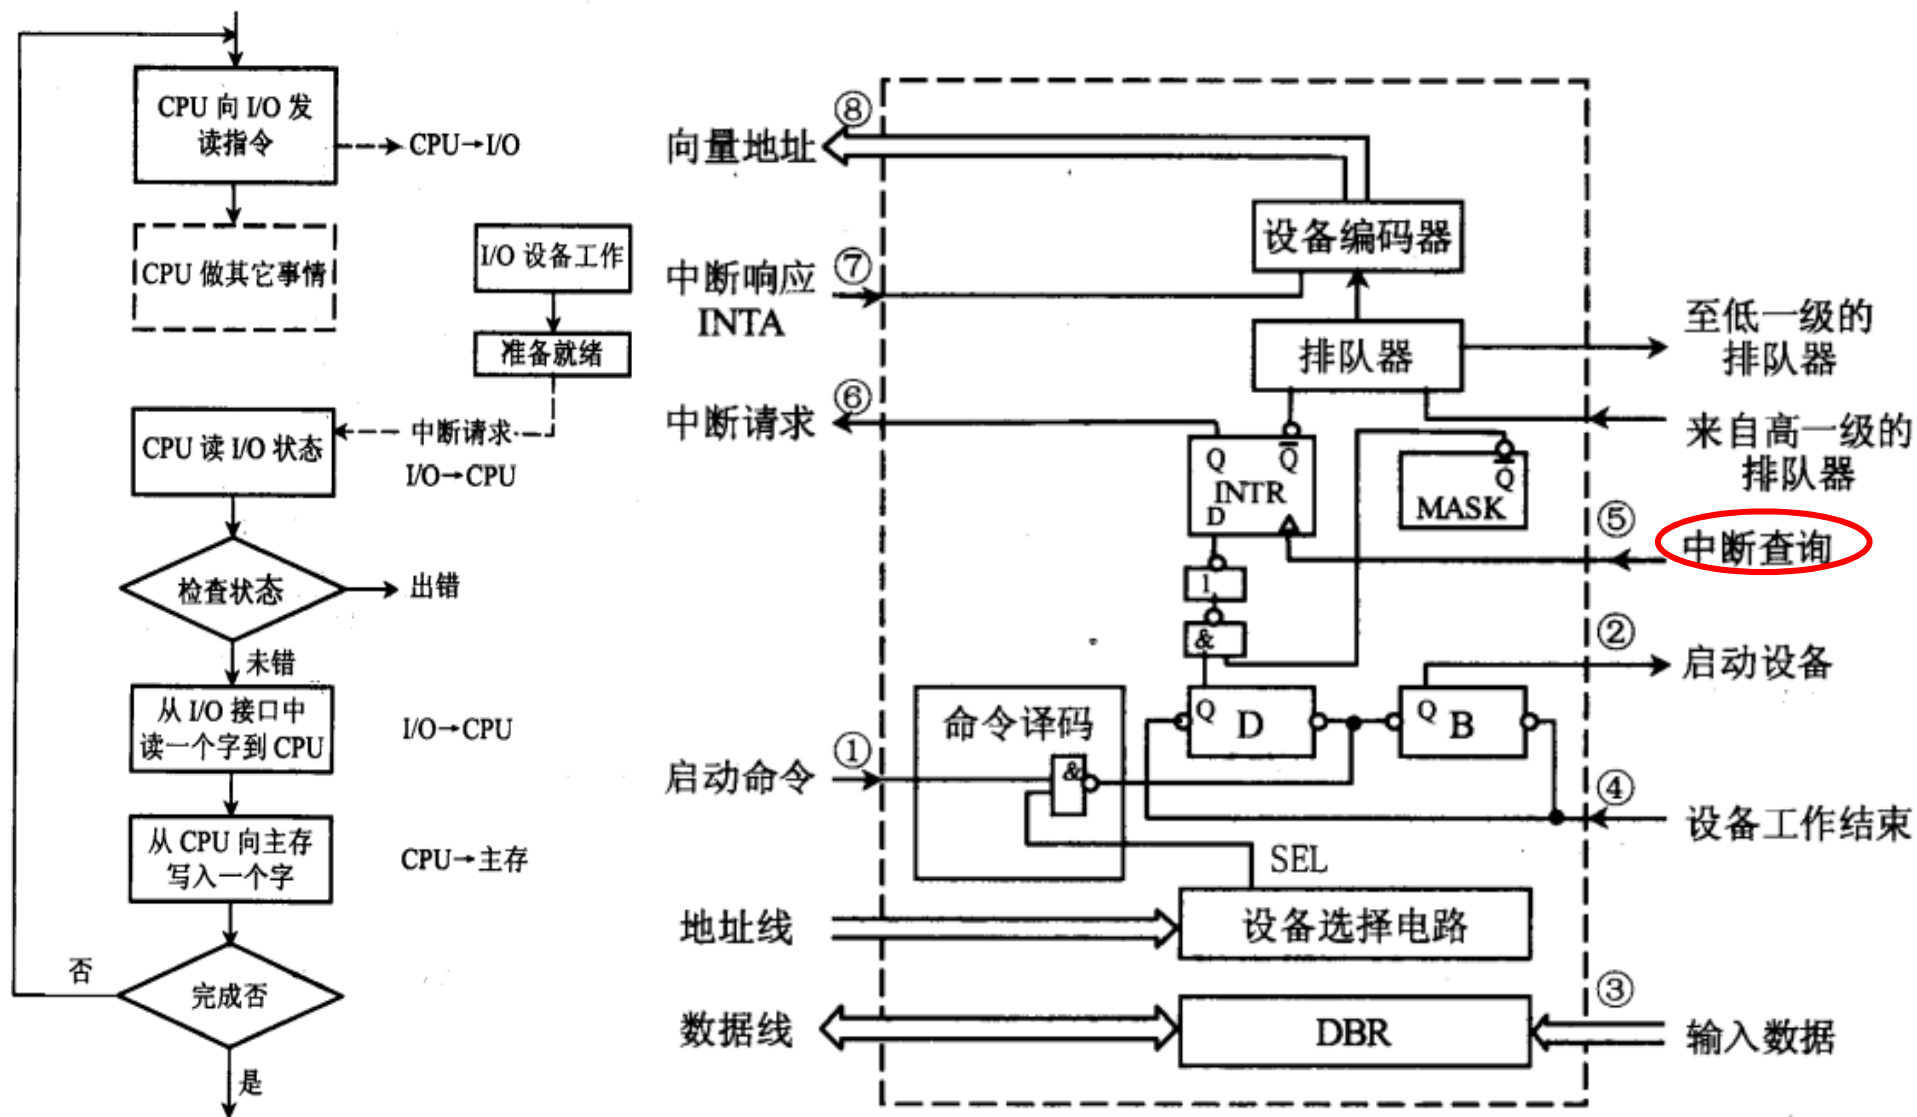 CPU 向 I/O 发
读指令
CPU→I/O
CPU 做其它事情
I/O 设备工作
准备就绪
中断请求
I/O→CPU
CPU 读 I/O 状态
检查状态
出错
未错
从 I/O 接口中
读一个字到 CPU
I/O→CPU
从 CPU 向主存
写入一个字
CPU→主存
否
完成否
是
⑧
向量地址
设备编码器
⑦
中断响应
INTA
排队器
至低一级的
排队器
⑥
中断请求
来自高一级的
排队器
Q
Q̅
INTR
D
Q̅
MASK
⑤
中断查询
1
&
②
启动设备
命令译码
&
①
启动命令
Q
D
Q
B
④
设备工作结束
SEL
地址线
设备选择电路
③
数据线
DBR
输入数据